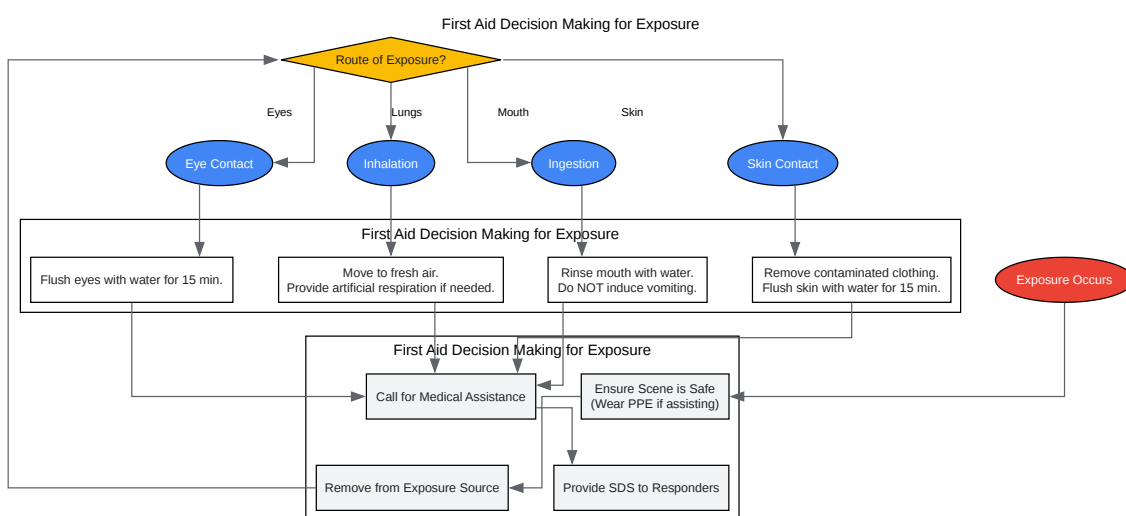 First Aid Decision Making for Exposure
Route of Exposure?
Eyes
Lungs
Mouth
Skin
Eye Contact
Inhalation
Ingestion
Skin Contact
First Aid Decision Making for Exposure
Flush eyes with water for 15 min.
Move to fresh air.
Provide artificial respiration if needed.
Rinse mouth with water.
Do NOT induce vomiting.
Remove contaminated clothing.
Flush skin with water for 15 min.
Exposure Occurs
First Aid Decision Making for Exposure
Call for Medical Assistance
Ensure Scene is Safe
(Wear PPE if assisting)
Remove from Exposure Source
Provide SDS to Responders